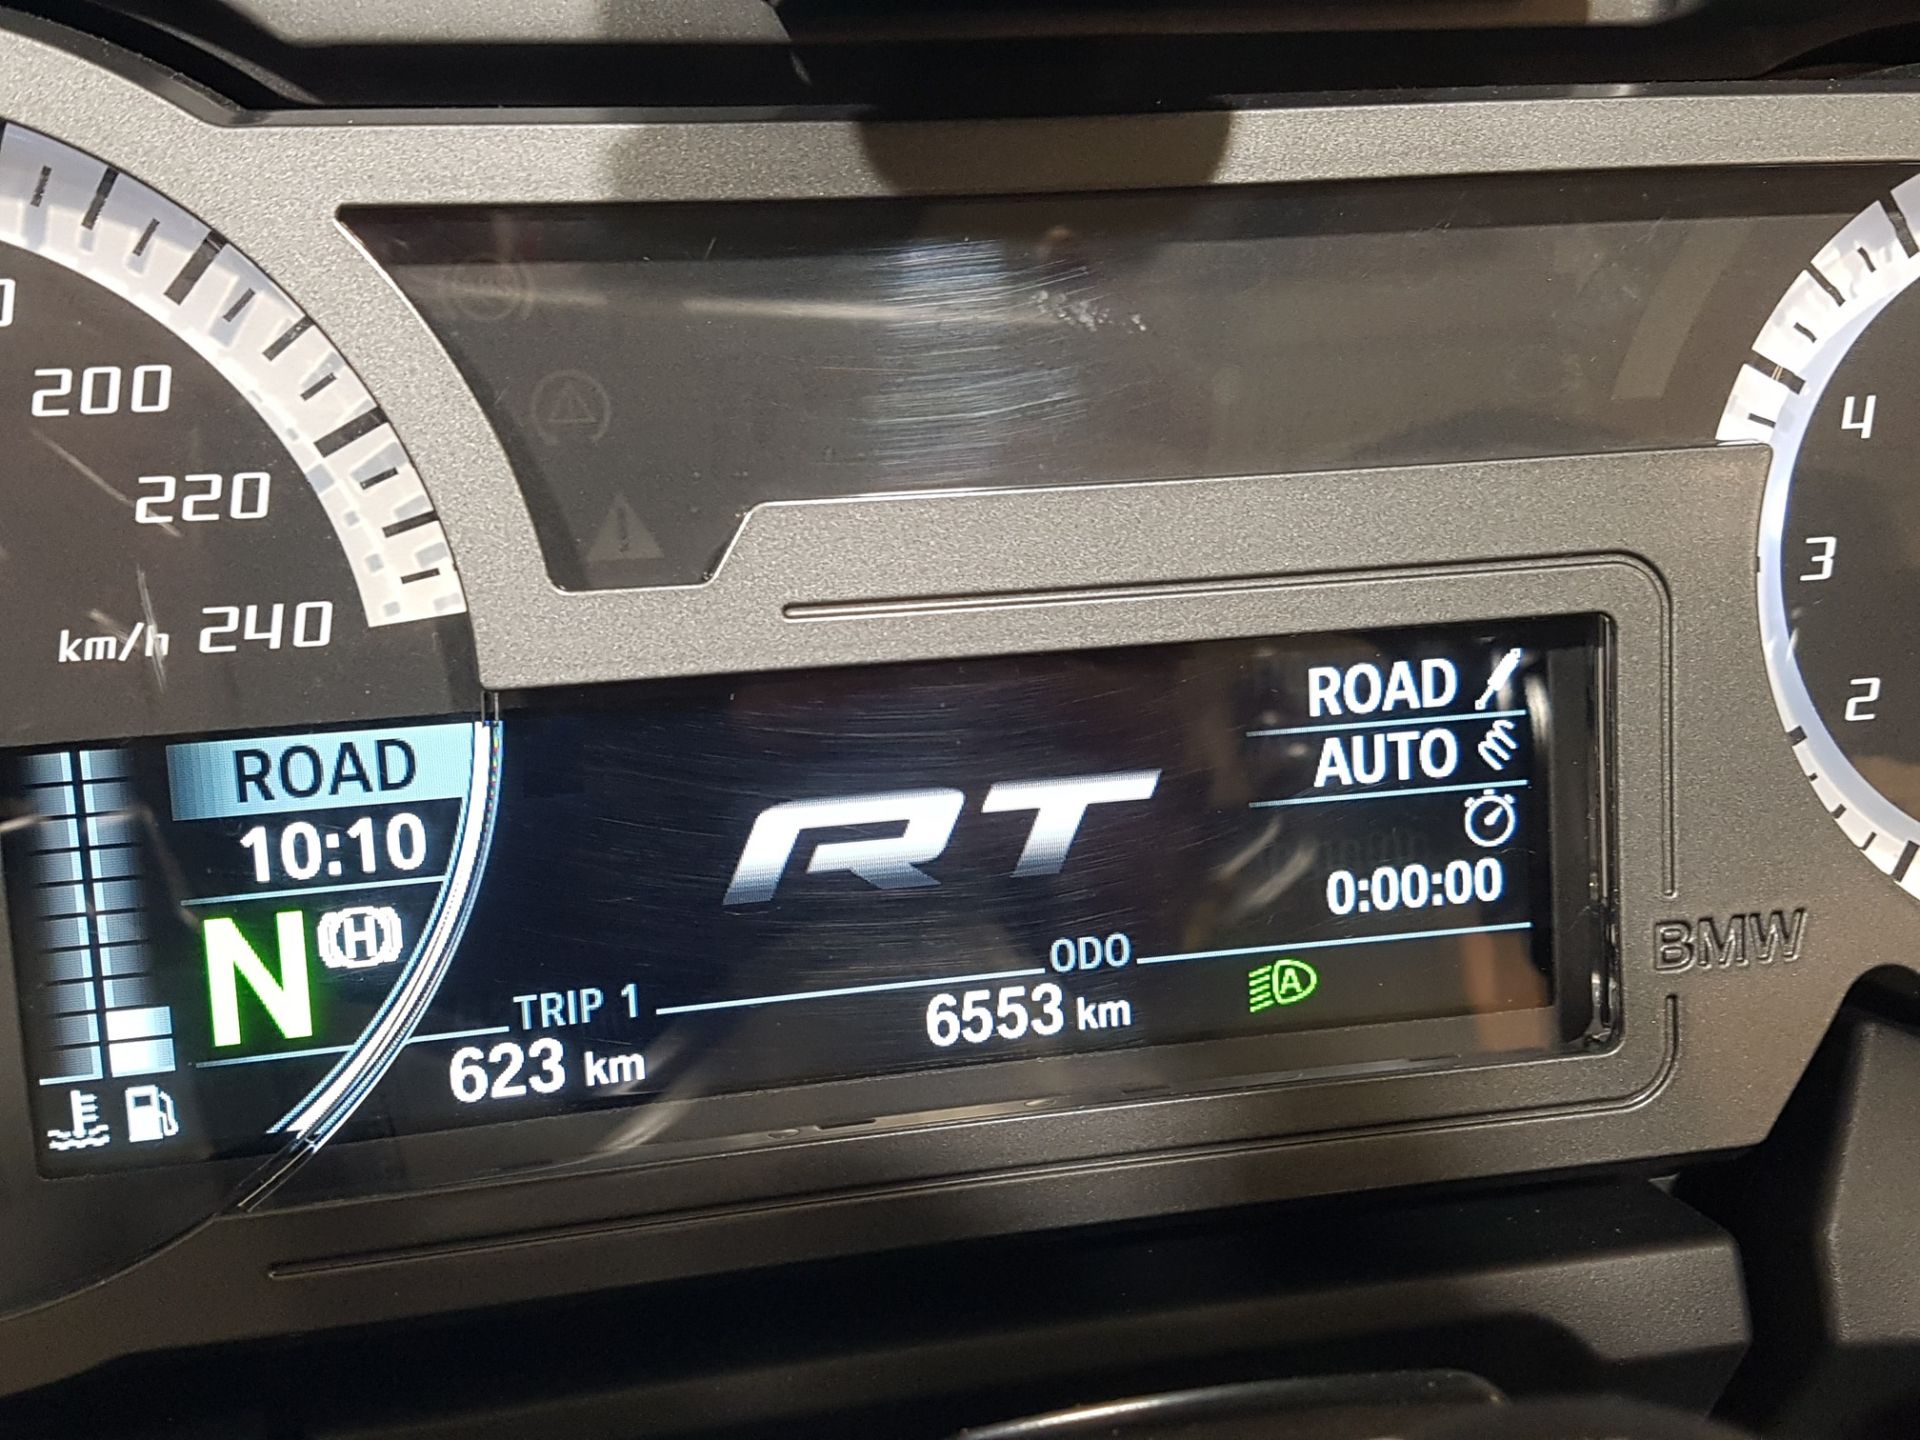 200
220
km/h 240
4
3
2
ROAD
10:10
N
H
RT
ROAD
AUTO
0:00:00
TRIP 1
623 km
ODO
6553 km
A
BMW